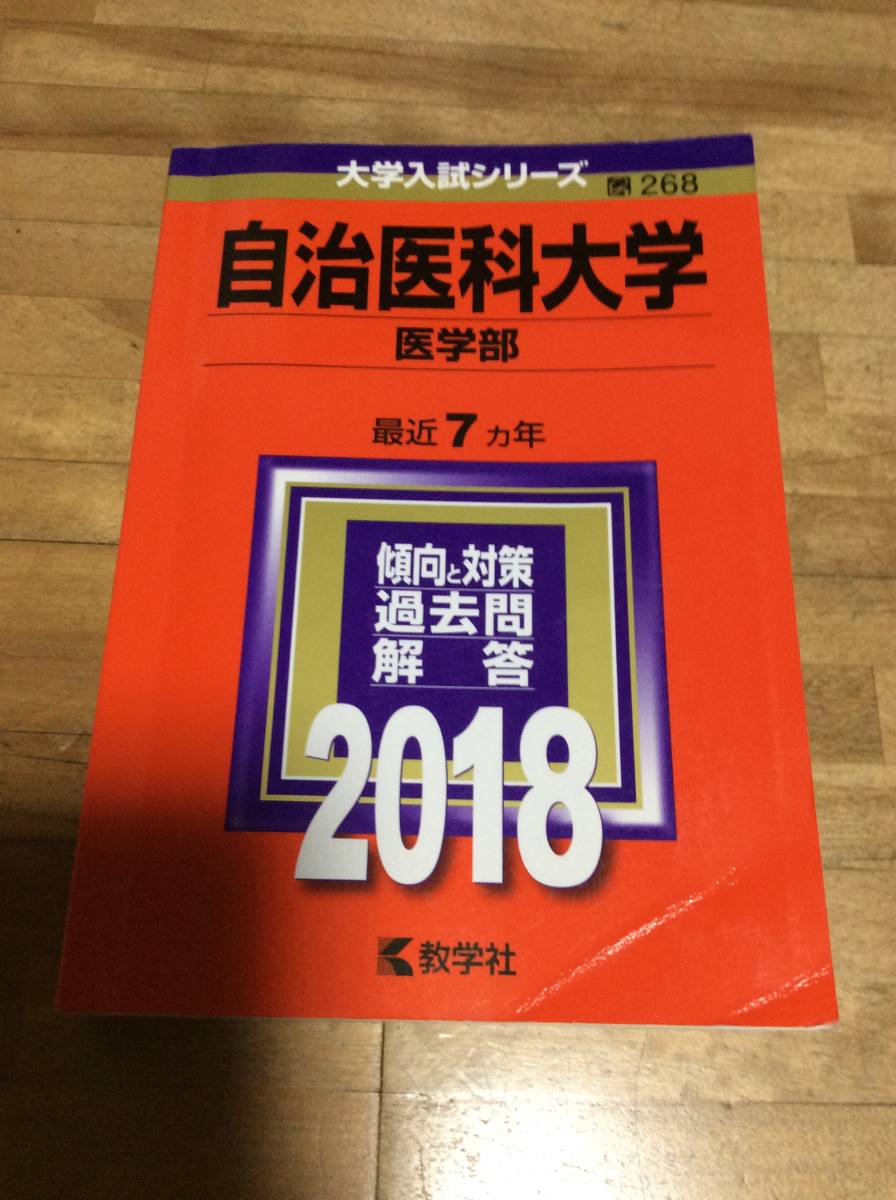 大学入試シリーズ
268
自治医科大学
医学部
最近7ヵ年
傾向と対策
過去問
解答
2018
教学社